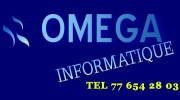 OMEGA
INFORMATIQUE
TEL 77 654 28 03